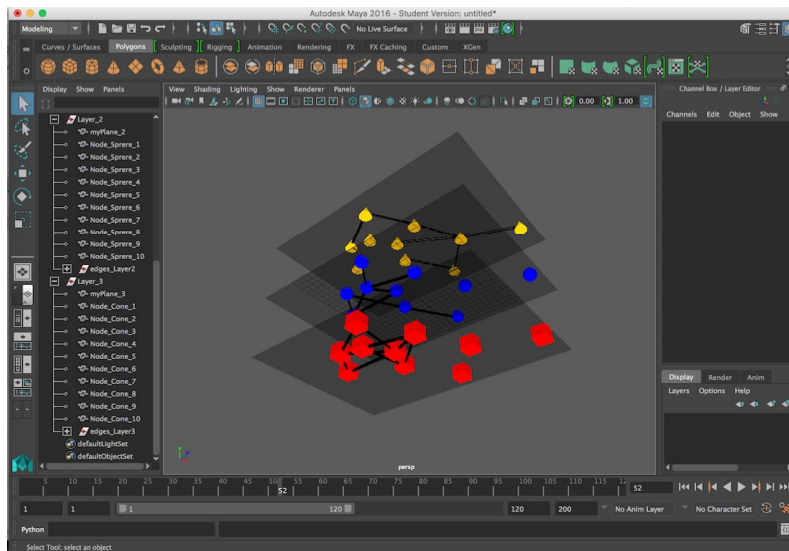 Autodesk Maya 2016 - Student Version: untitled*
Modeling
No Live Surface
Curves / Surfaces Polygons Sculpting Rigging Animation Rendering FX FX Caching Custom XGen
Display Show Panels
View Shading Lighting Show Renderer Panels
0.00 1.00
Channel Box / Layer Editor
Channels Edit Object Show
Layer_2
myPlane_2
Node_Sprere_1
Node_Sprere_2
Node_Sprere_3
Node_Sprere_4
Node_Sprere_5
Node_Sprere_6
Node_Sprere_7
Node_Sprere_8
Node_Sprere_9
Node_Sprere_10
edges_Layer2
Layer_3
myPlane_3
Node_Cone_1
Node_Cone_2
Node_Cone_3
Node_Cone_4
Node_Cone_5
Node_Cone_6
Node_Cone_7
Node_Cone_8
Node_Cone_9
Node_Cone_10
edges_Layer3
defaultLightSet
defaultObjectSet
persp
Display Render Anim
Layers Options Help
5 10 15 20 25 30 35 40 45 50 55 60 65 70 75 80 85 90 95 100 105 110 115
52
52
1 1 1 120 120 200 No Anim Layer No Character Set
Python
Select Tool: select an object